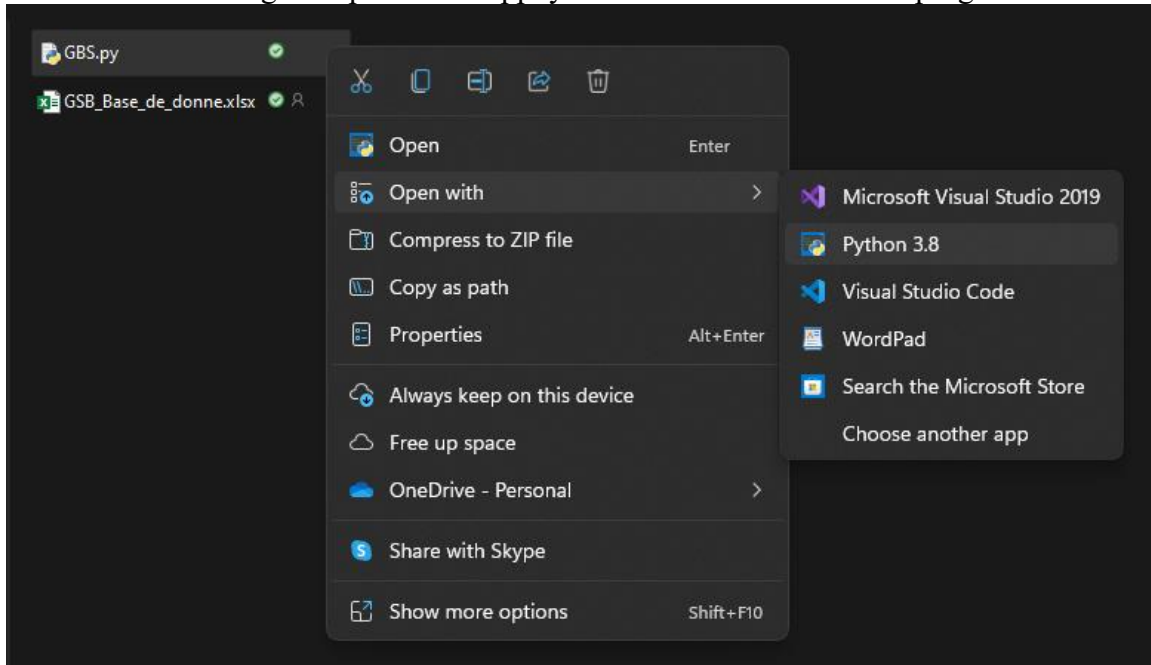 GBS.py
GSB_Base_de_donne.xlsx
Open Enter
Open with
Compress to ZIP file
Copy as path
Properties Alt+Enter
Always keep on this device
Free up space
OneDrive - Personal
Share with Skype
Show more options Shift+F10
Microsoft Visual Studio 2019
Python 3.8
Visual Studio Code
WordPad
Search the Microsoft Store
Choose another app